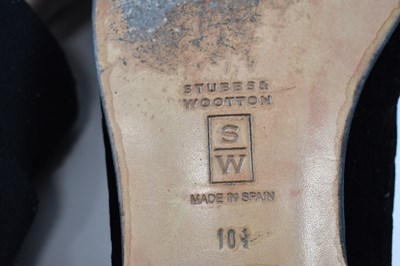 STUBBS &
WOOTTON
S
W
MADE IN SPAIN
10½